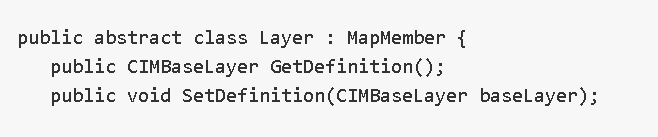 public abstract class Layer : MapMember {
public CIMBaseLayer GetDefinition();
public void SetDefinition(CIMBaseLayer baseLayer);